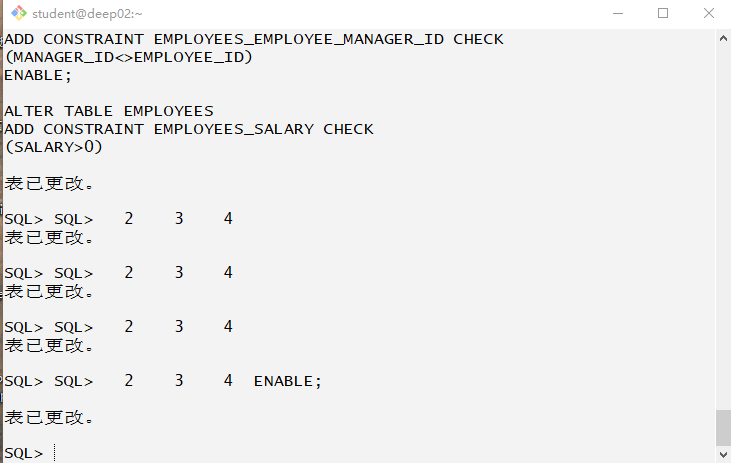 student@deep02:~
ADD CONSTRAINT EMPLOYEES_EMPLOYEE_MANAGER_ID CHECK
(MANAGER_ID<>EMPLOYEE_ID)
ENABLE;
ALTER TABLE EMPLOYEES
ADD CONSTRAINT EMPLOYEES_SALARY CHECK
(SALARY>0)
表已更改。
SQL> SQL>   2    3    4
表已更改。
SQL> SQL>   2    3    4
表已更改。
SQL> SQL>   2    3    4
表已更改。
SQL> SQL>   2    3    4  ENABLE;
表已更改。
SQL>